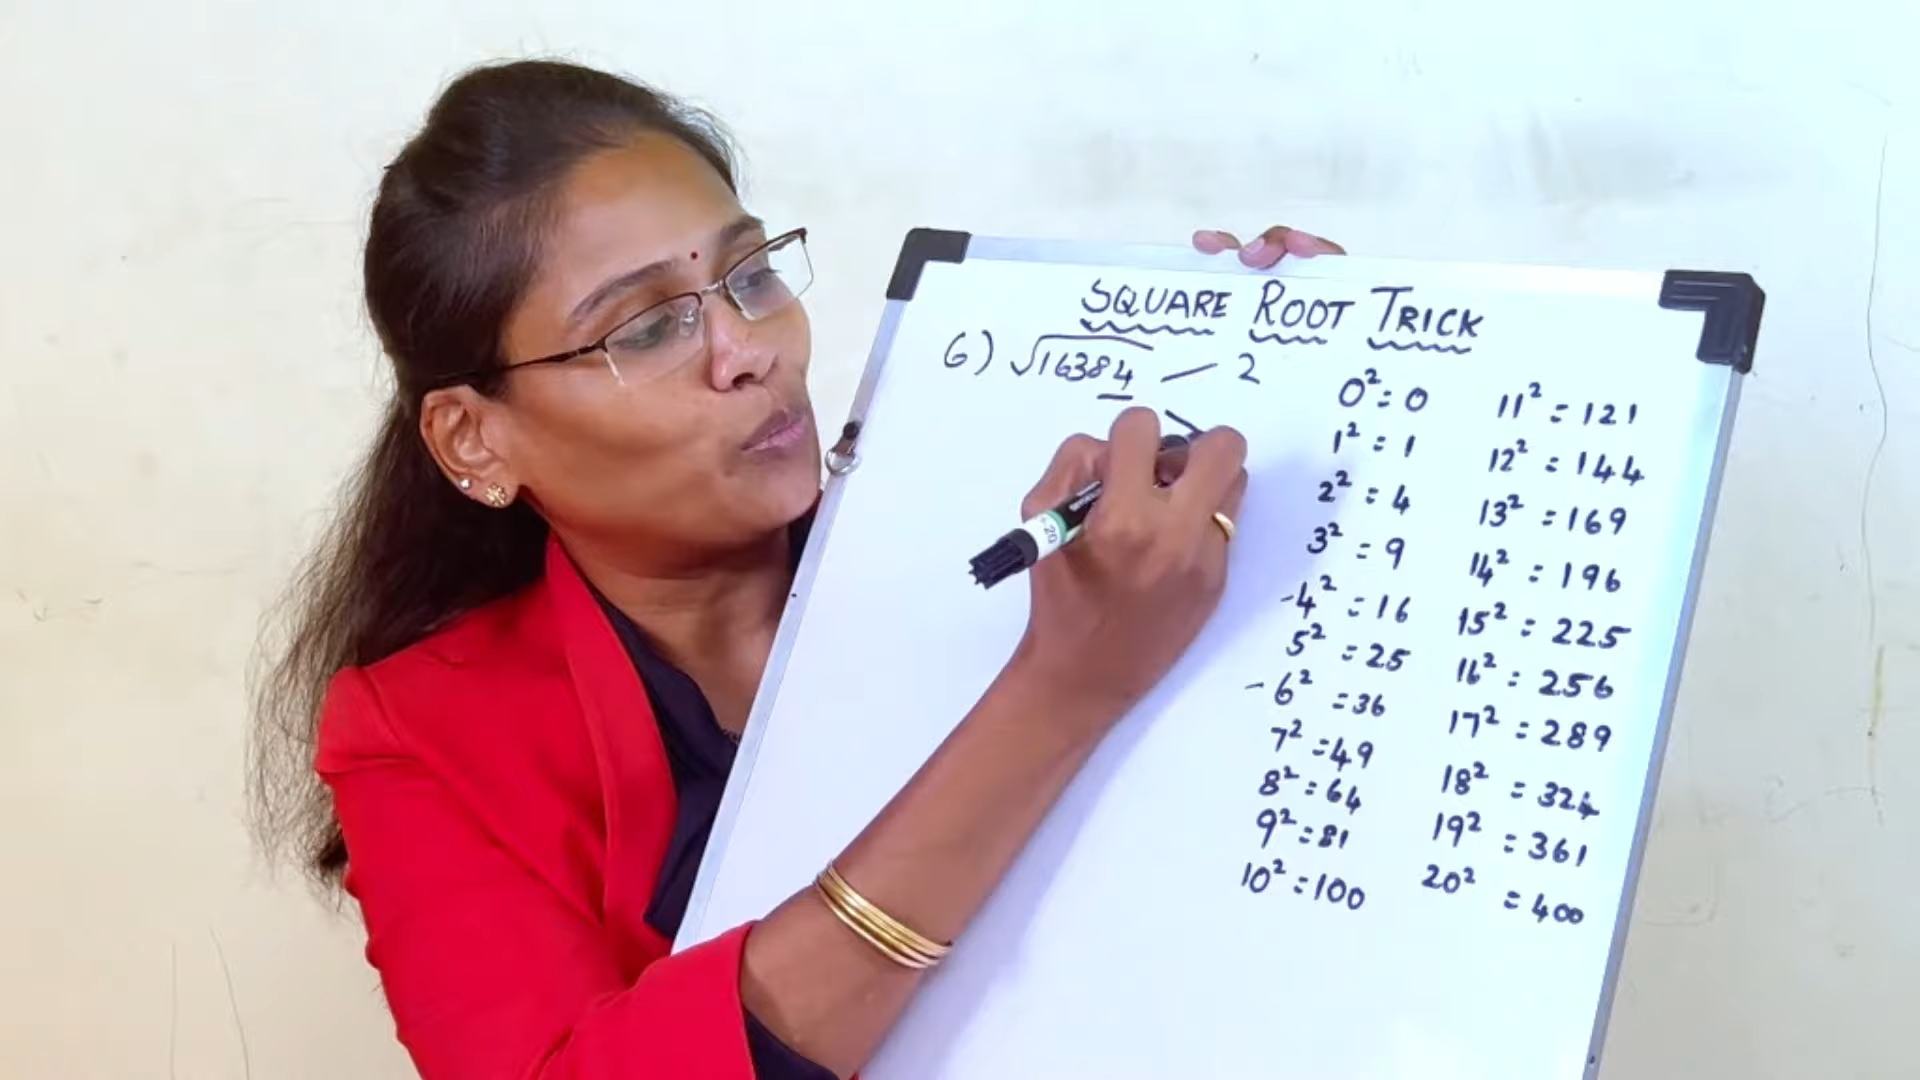 SQUARE ROOT TRICK
6) √16384 — 2
0² = 0
1² = 1
2² = 4
3² = 9
-4² = 16
5² = 25
-6² = 36
7² = 49
8² = 64
9² = 81
10² = 100
11² = 121
12² = 144
13² = 169
14² = 196
15² = 225
16² = 256
17² = 289
18² = 324
19² = 361
20² = 400